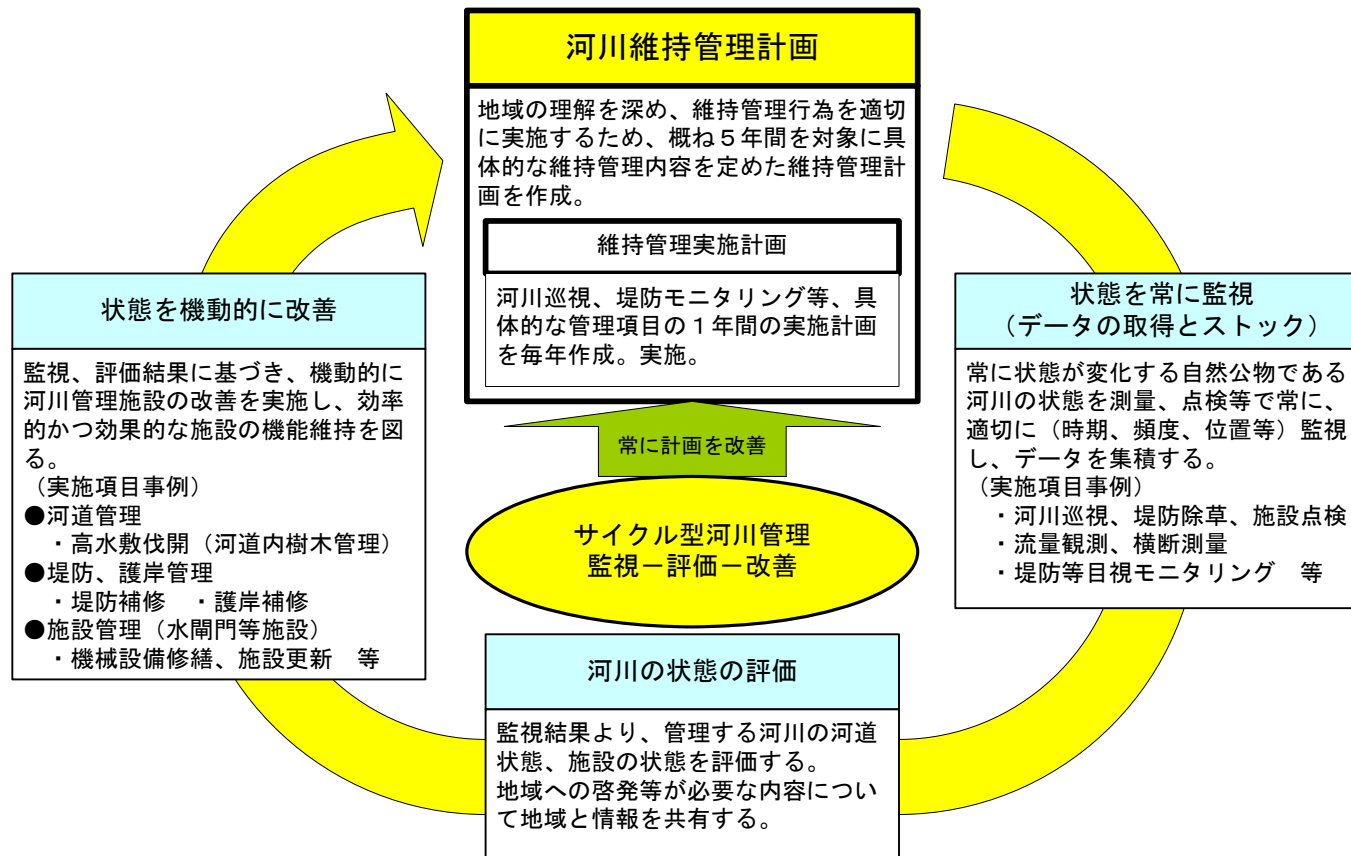 河川維持管理計画
地域の理解を深め、維持管理行為を適切
に実施するため、概ね５年間を対象に具
体的な維持管理内容を定めた維持管理計
画を作成。
維持管理実施計画
河川巡視、堤防モニタリング等、具
体的な管理項目の１年間の実施計画
を毎年作成。実施。
状態を常に監視
（データの取得とストック）
常に状態が変化する自然公物である
河川の状態を測量、点検等で常に、
適切に（時期、頻度、位置等）監視
し、データを集積する。
（実施項目事例）
・河川巡視、堤防除草、施設点検
・流量観測、横断測量
・堤防等目視モニタリング　等
河川の状態の評価
監視結果より、管理する河川の河道
状態、施設の状態を評価する。
地域への啓発等が必要な内容につい
て地域と情報を共有する。
状態を機動的に改善
監視、評価結果に基づき、機動的に
河川管理施設の改善を実施し、効率
的かつ効果的な施設の機能維持を図
る。
（実施項目事例）
●河道管理
・高水敷伐開（河道内樹木管理）
●堤防、護岸管理
・堤防補修　・護岸補修
●施設管理（水閘門等施設）
・機械設備修繕、施設更新　等
常に計画を改善
サイクル型河川管理
監視－評価－改善